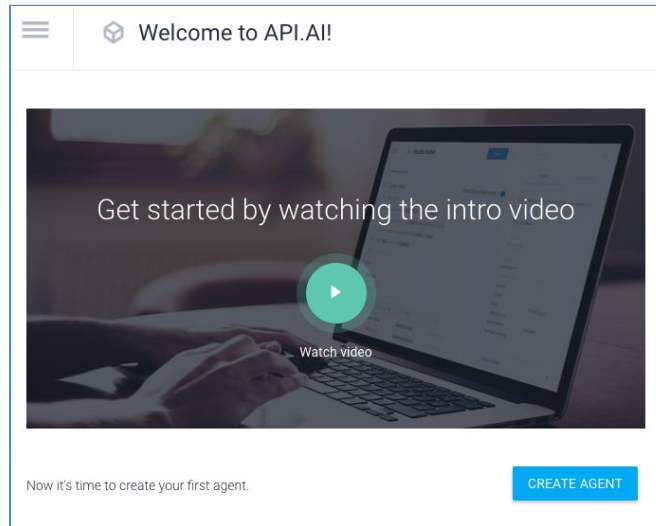 Welcome to API.AI!
Get started by watching the intro video
Watch video
Now it's time to create your first agent.
CREATE AGENT